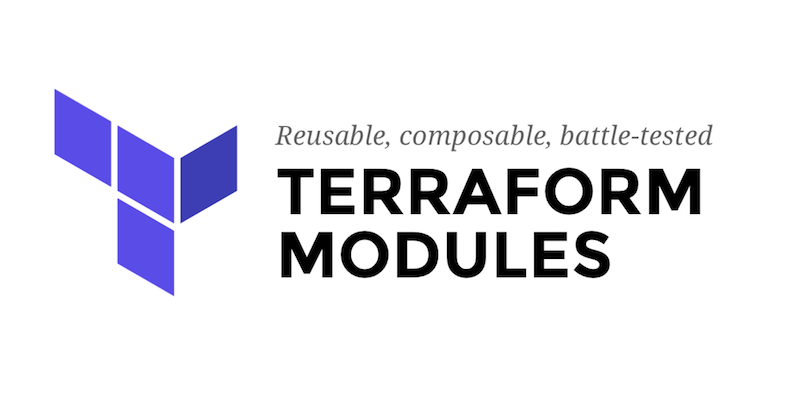 Reusable, composable, battle-tested
TERRAFORM
MODULES